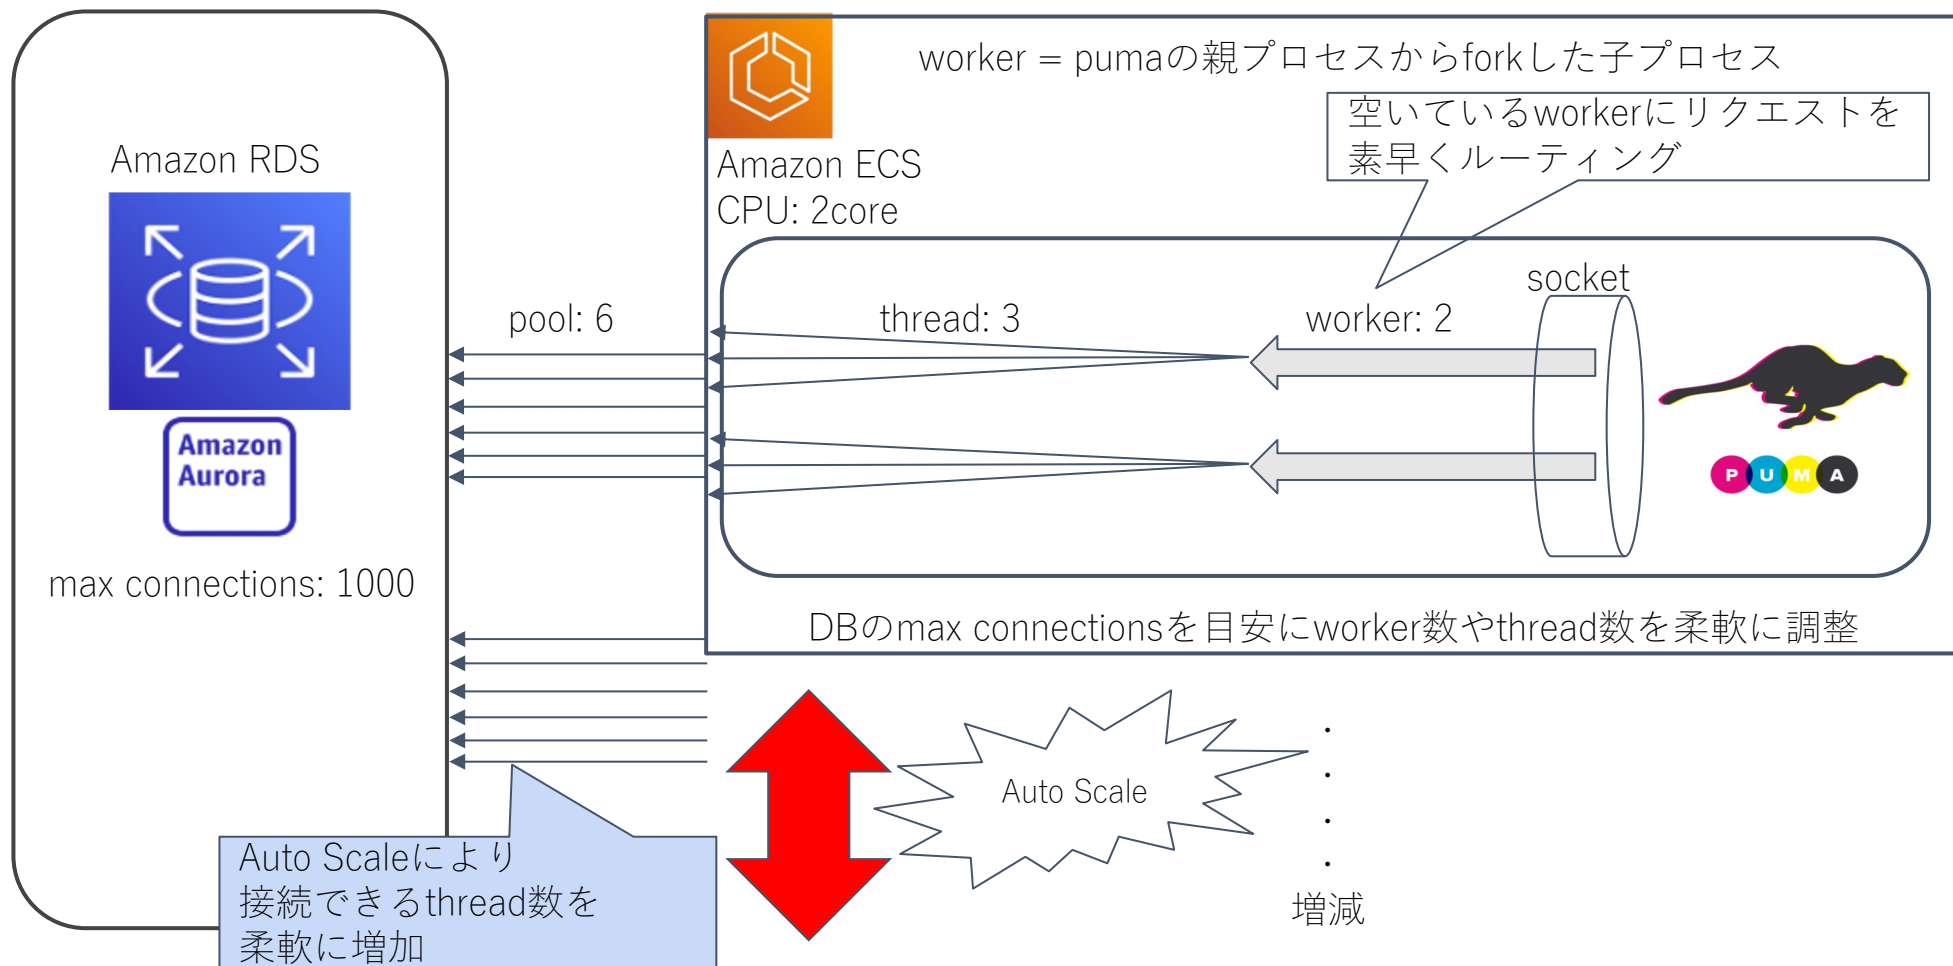 worker = pumaの親プロセスからforkした子プロセス
空いているworkerにリクエストを
素早くルーティング
Amazon RDS
Amazon ECS
CPU: 2core
socket
pool: 6
thread: 3
worker: 2
Amazon
Aurora
PUMA
max connections: 1000
DBのmax connectionsを目安にworker数やthread数を柔軟に調整
Auto Scale
Auto Scaleにより
接続できるthread数を
柔軟に増加
増減